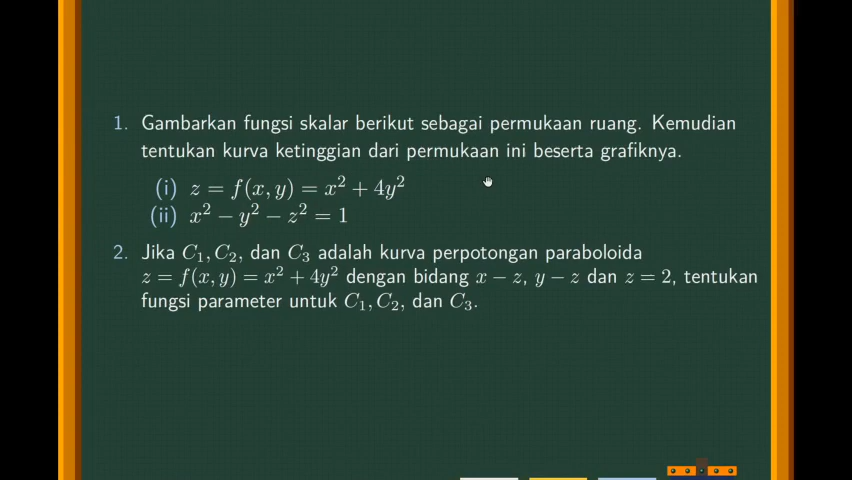 1. Gambarkan fungsi skalar berikut sebagai permukaan ruang. Kemudian
tentukan kurva ketinggian dari permukaan ini beserta grafiknya.
(i) z = f(x, y) = x² + 4y²
(ii) x² − y² − z² = 1
2. Jika C₁, C₂, dan C₃ adalah kurva perpotongan paraboloida
z = f(x, y) = x² + 4y² dengan bidang x − z, y − z dan z = 2, tentukan
fungsi parameter untuk C₁, C₂, dan C₃.